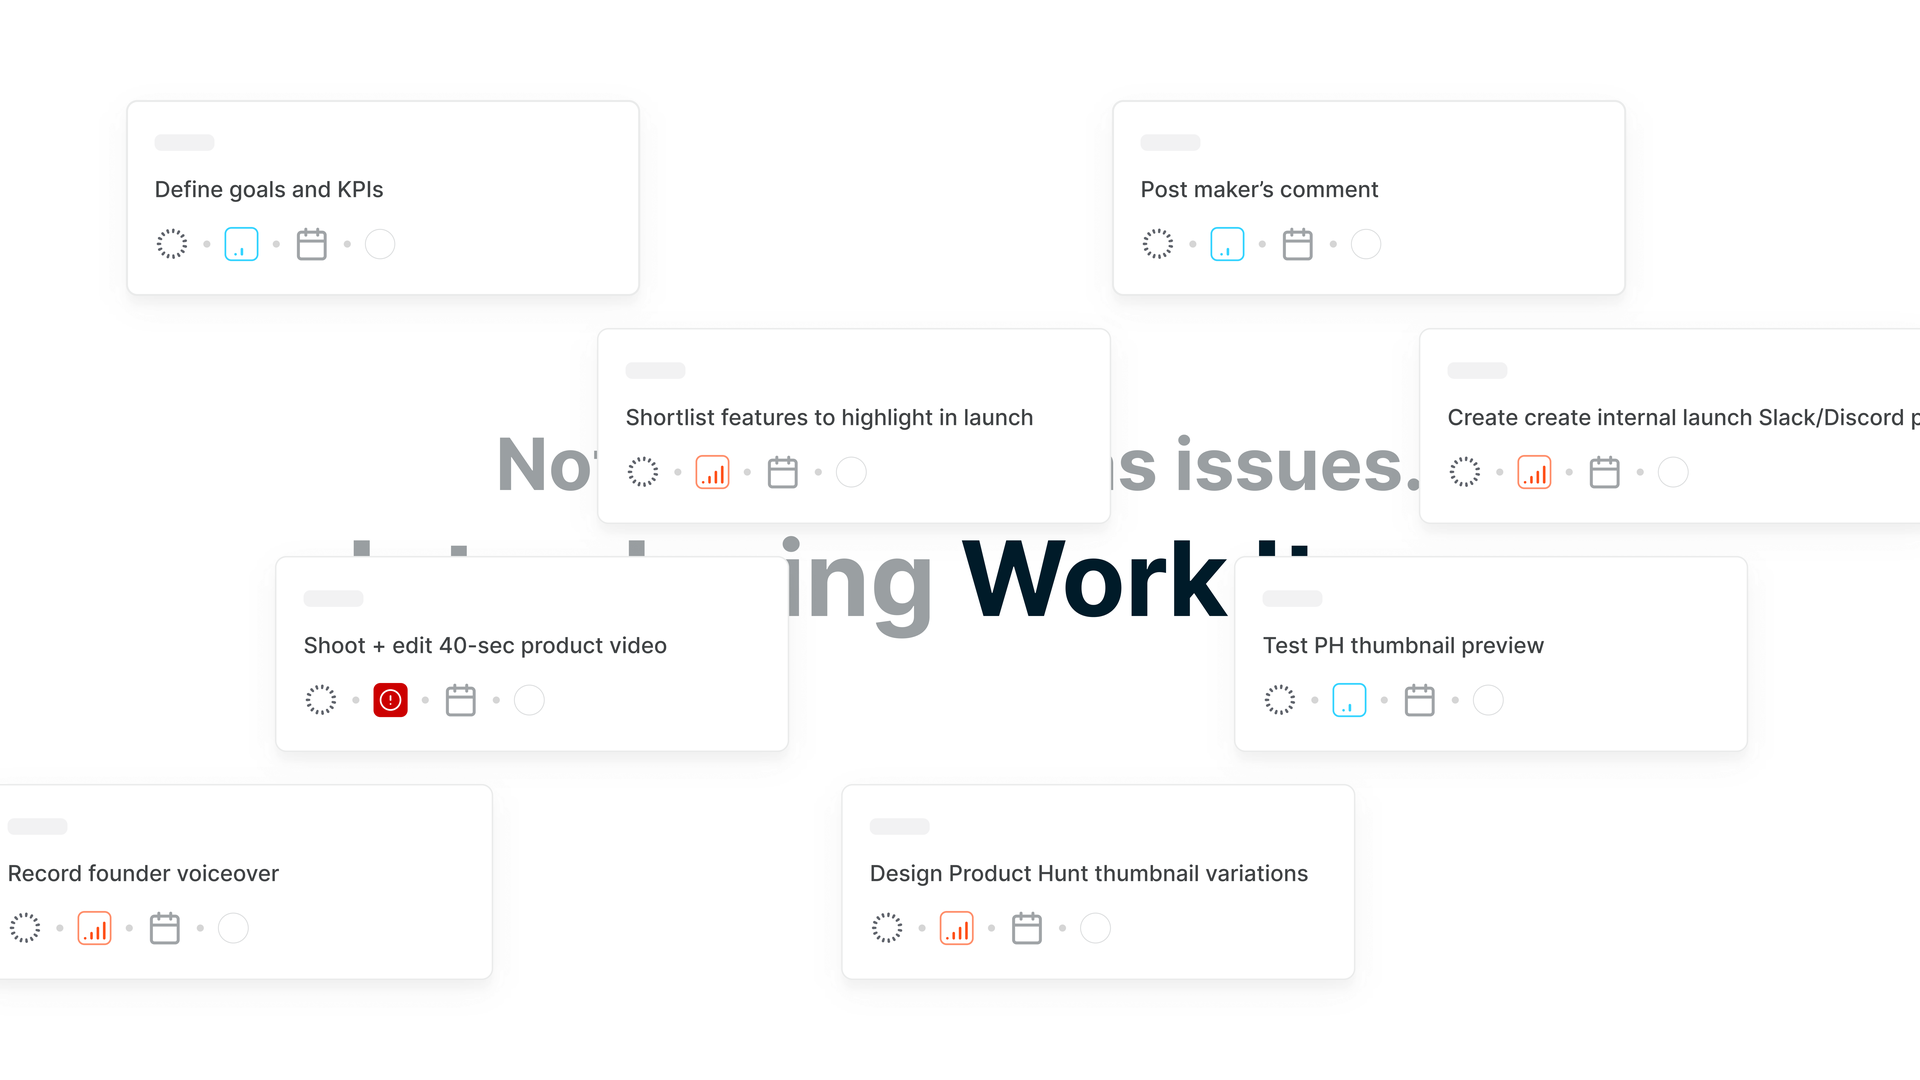 Define goals and KPIs
Post maker’s comment
Shortlist features to highlight in launch
Create create internal launch Slack/Discord
issues.
Work
Shoot + edit 40-sec product video
Test PH thumbnail preview
Record founder voiceover
Design Product Hunt thumbnail variations